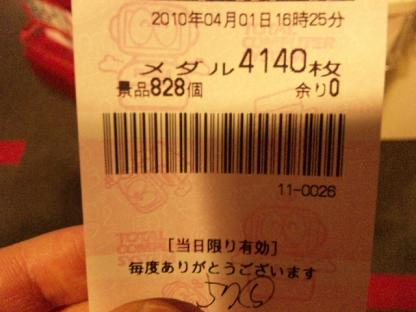 2010年04月01日16時25分
メダル4140枚
景品828個 余り0
11-0026
TOTAL
[当日限り有効]
毎度ありがとうございます